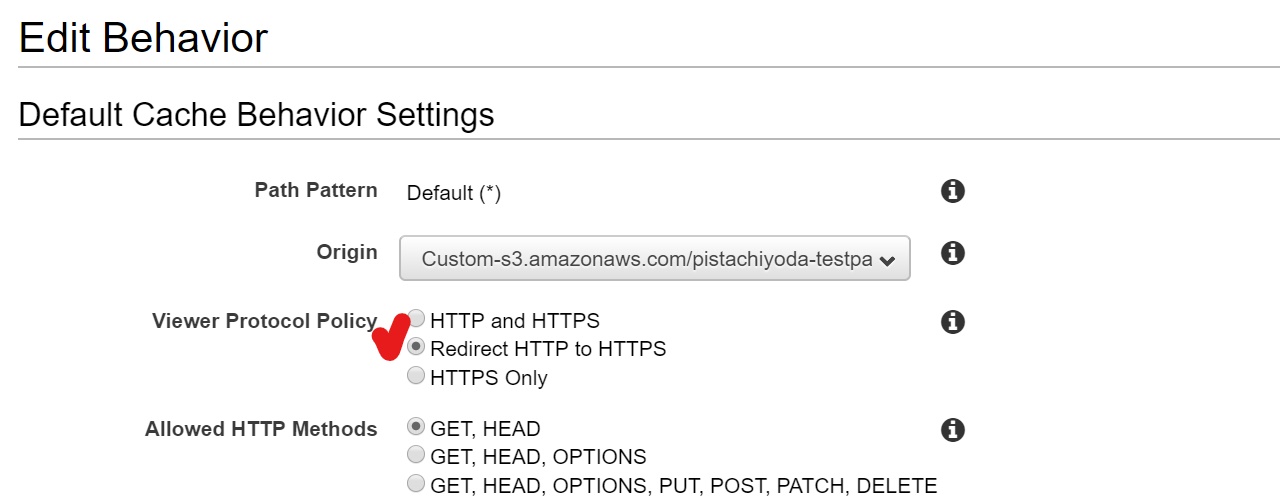 Edit Behavior
Default Cache Behavior Settings
Path Pattern Default (*)
Origin Custom-s3.amazonaws.com/pistachiyoda-testpa
Viewer Protocol Policy HTTP and HTTPS
Redirect HTTP to HTTPS
HTTPS Only
Allowed HTTP Methods GET, HEAD
GET, HEAD, OPTIONS
GET, HEAD, OPTIONS, PUT, POST, PATCH, DELETE